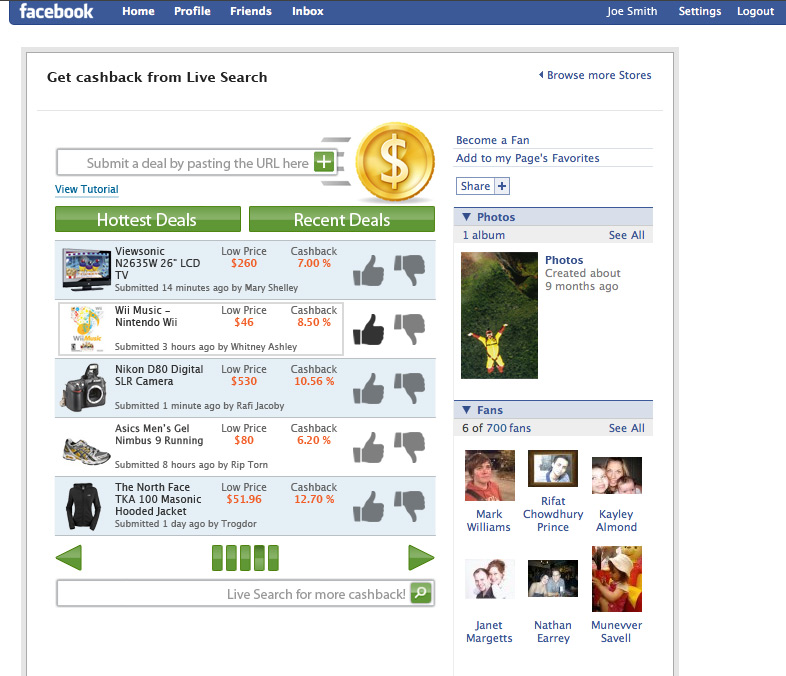 facebook Home Profile Friends Inbox Joe Smith Settings Logout
Get cashback from Live Search
Browse more Stores
Submit a deal by pasting the URL here
View Tutorial
Hottest Deals Recent Deals
Viewsonic
N2635W 26" LCD
TV
Low Price
$260
Cashback
7.00 %
Submitted 14 minutes ago by Mary Shelley
Wii Music –
Nintendo Wii
Low Price
$46
Cashback
8.50 %
Submitted 3 hours ago by Whitney Ashley
Nikon D80 Digital
SLR Camera
Low Price
$530
Cashback
10.56 %
Submitted 1 minute ago by Rafi Jacoby
Asics Men's Gel
Nimbus 9 Running
Low Price
$80
Cashback
6.20 %
Submitted 8 hours ago by Rip Torn
The North Face
TKA 100 Masonic
Hooded Jacket
Low Price
$51.96
Cashback
12.70 %
Submitted 1 day ago by Trogdor
Live Search for more cashback!
Become a Fan
Add to my Page's Favorites
Share +
Photos
1 album See All
Photos
Created about
9 months ago
Fans
6 of 700 fans See All
Mark
Williams
Rifat
Chowdhury
Prince
Kayley
Almond
Janet
Margetts
Nathan
Earrey
Munevver
Savell